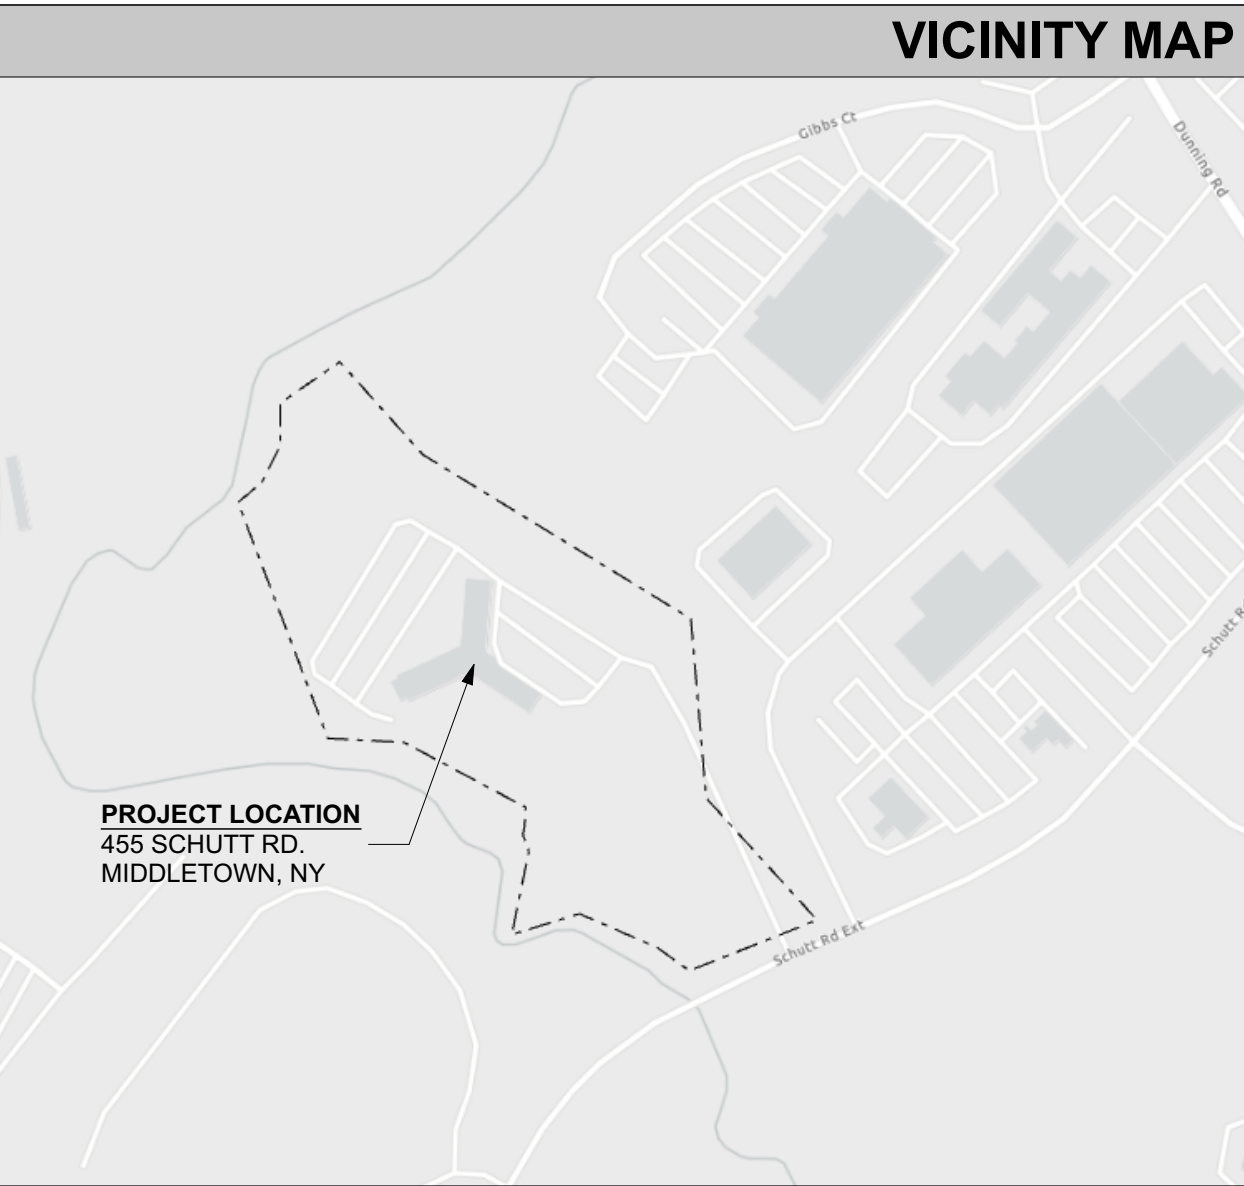 VICINITY MAP
Gibbs Ct
Dunning Rd
Schutt Rd
PROJECT LOCATION
455 SCHUTT RD.
MIDDLETOWN, NY
Schutt Rd Ext